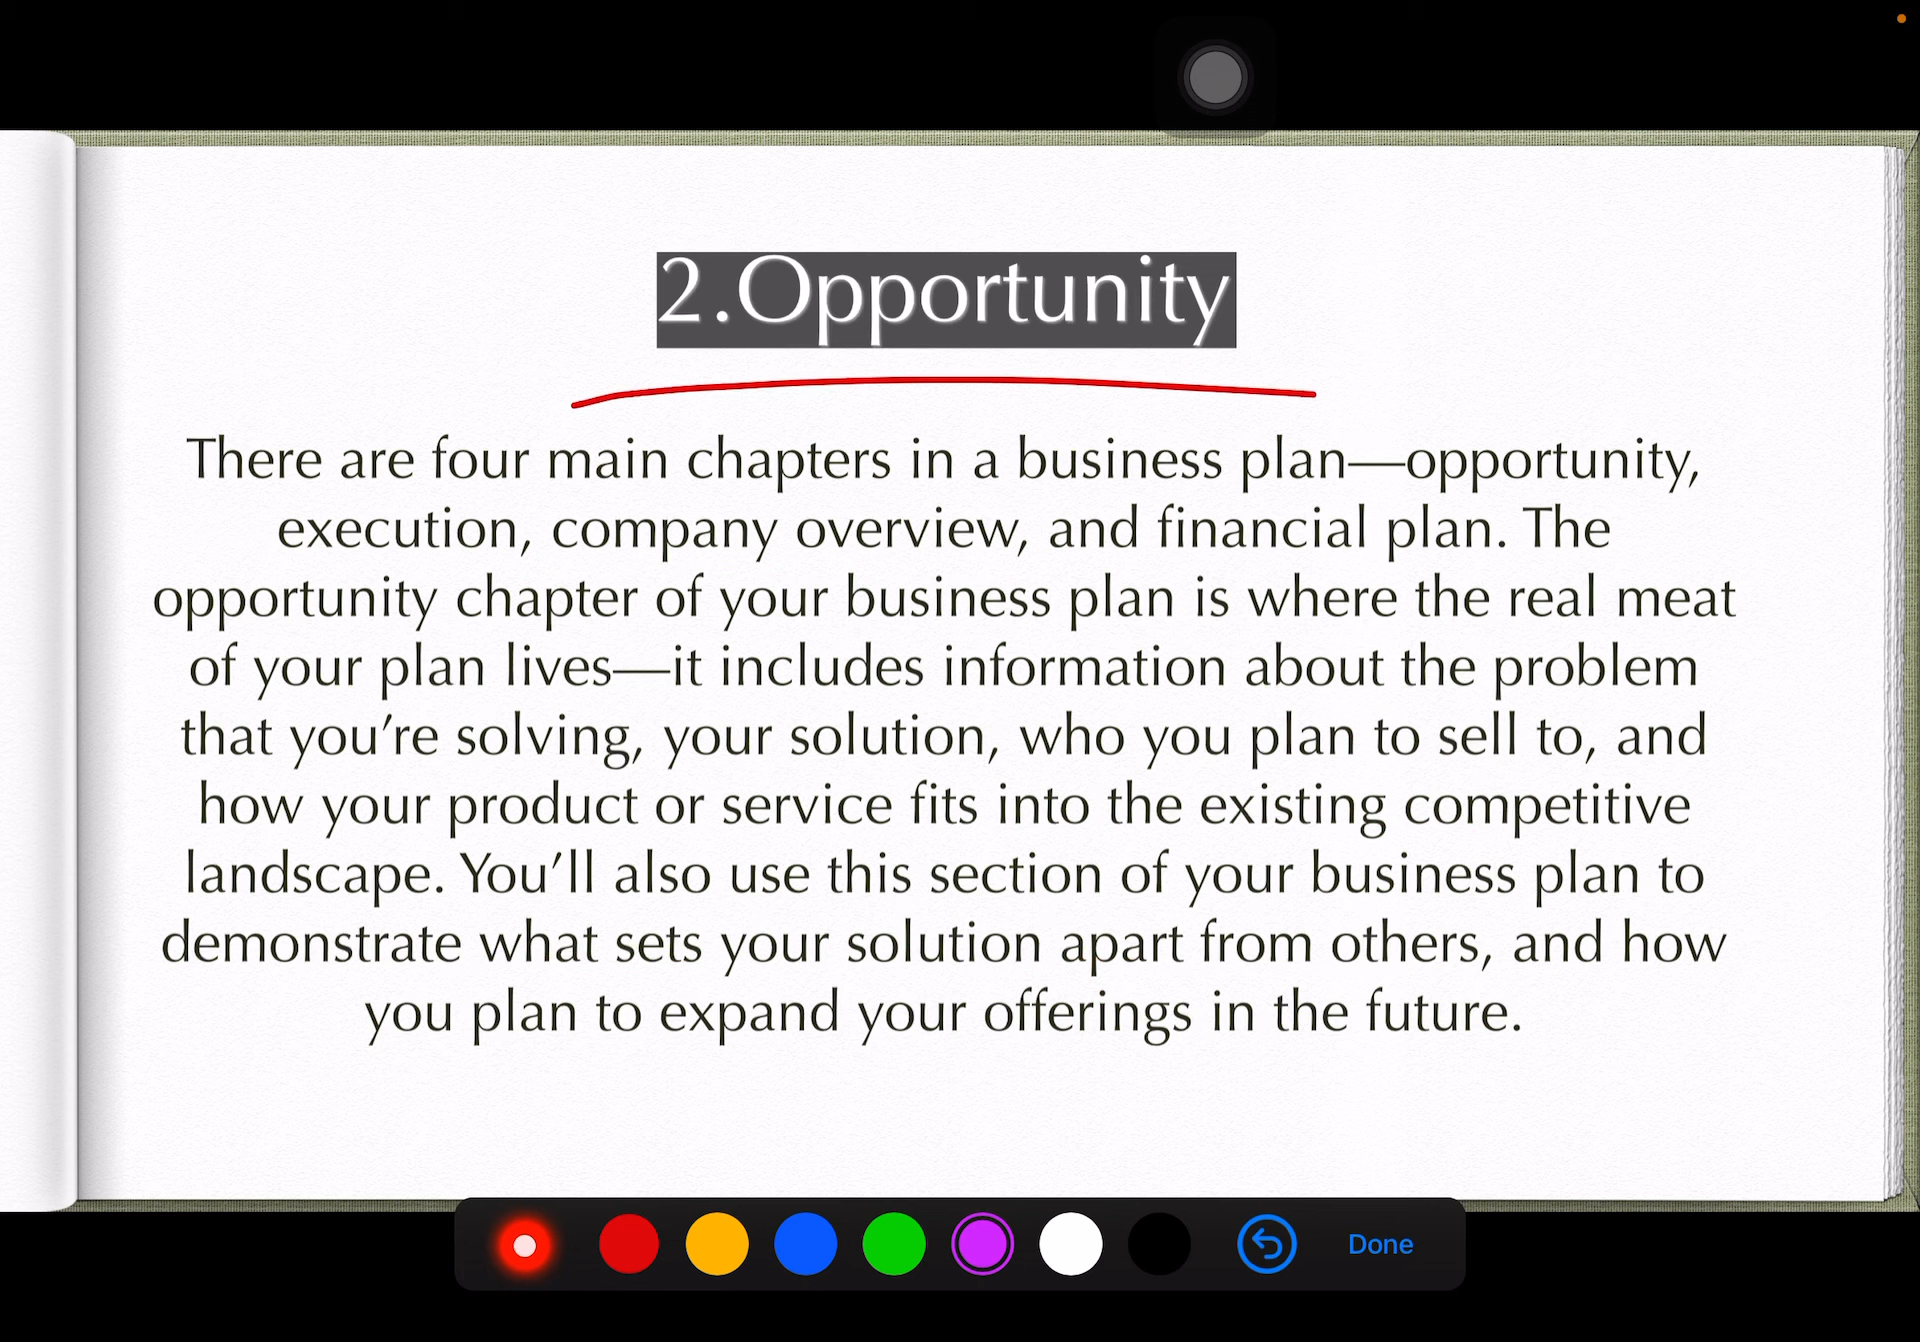 2.Opportunity
There are four main chapters in a business plan—opportunity,
execution, company overview, and financial plan. The
opportunity chapter of your business plan is where the real meat
of your plan lives—it includes information about the problem
that you’re solving, your solution, who you plan to sell to, and
how your product or service fits into the existing competitive
landscape. You’ll also use this section of your business plan to
demonstrate what sets your solution apart from others, and how
you plan to expand your offerings in the future.
Done